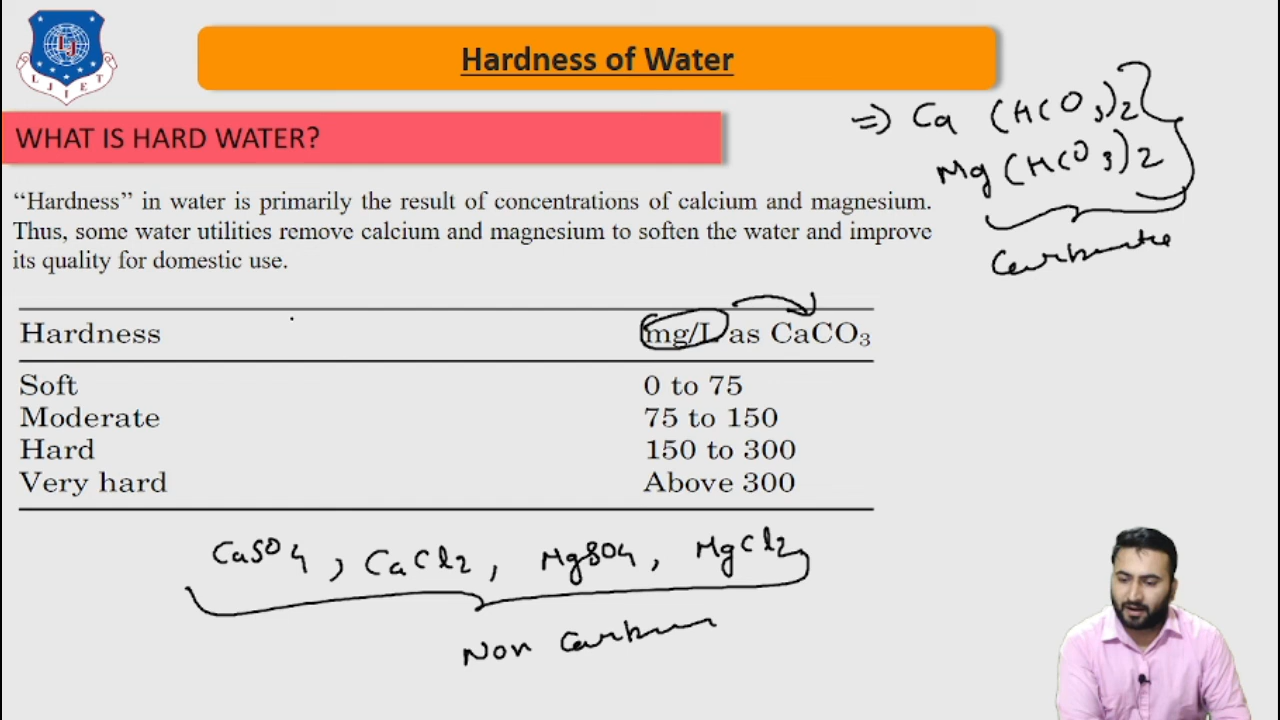 LJ
LJIET
Hardness of Water
WHAT IS HARD WATER?
=> Ca (HCO3)2
Mg (HCO3)2
Carbonate
“Hardness” in water is primarily the result of concentrations of calcium and magnesium.
Thus, some water utilities remove calcium and magnesium to soften the water and improve
its quality for domestic use.
Hardness mg/L as CaCO₃
Soft 0 to 75
Moderate 75 to 150
Hard 150 to 300
Very hard Above 300
CaSO4, CaCl2, MgSO4, MgCl2
Non